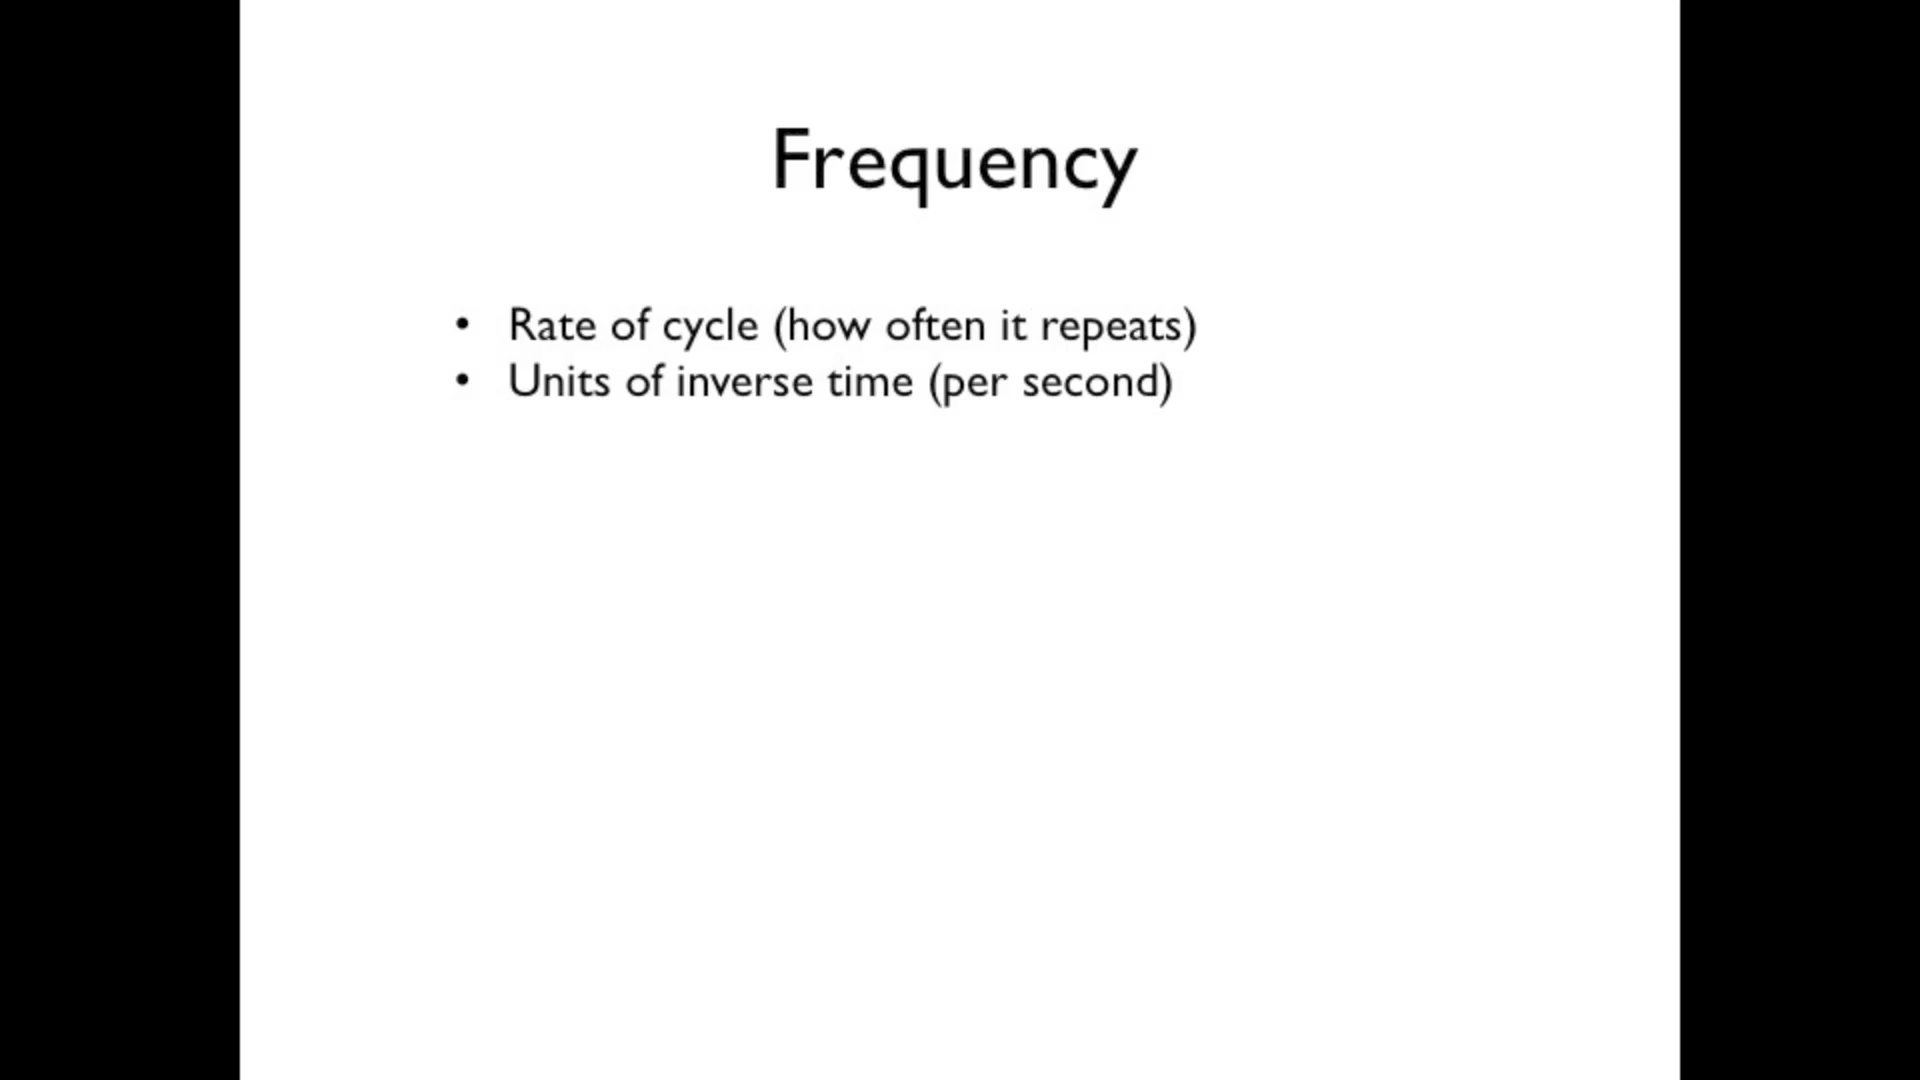 Frequency
• Rate of cycle (how often it repeats)
• Units of inverse time (per second)